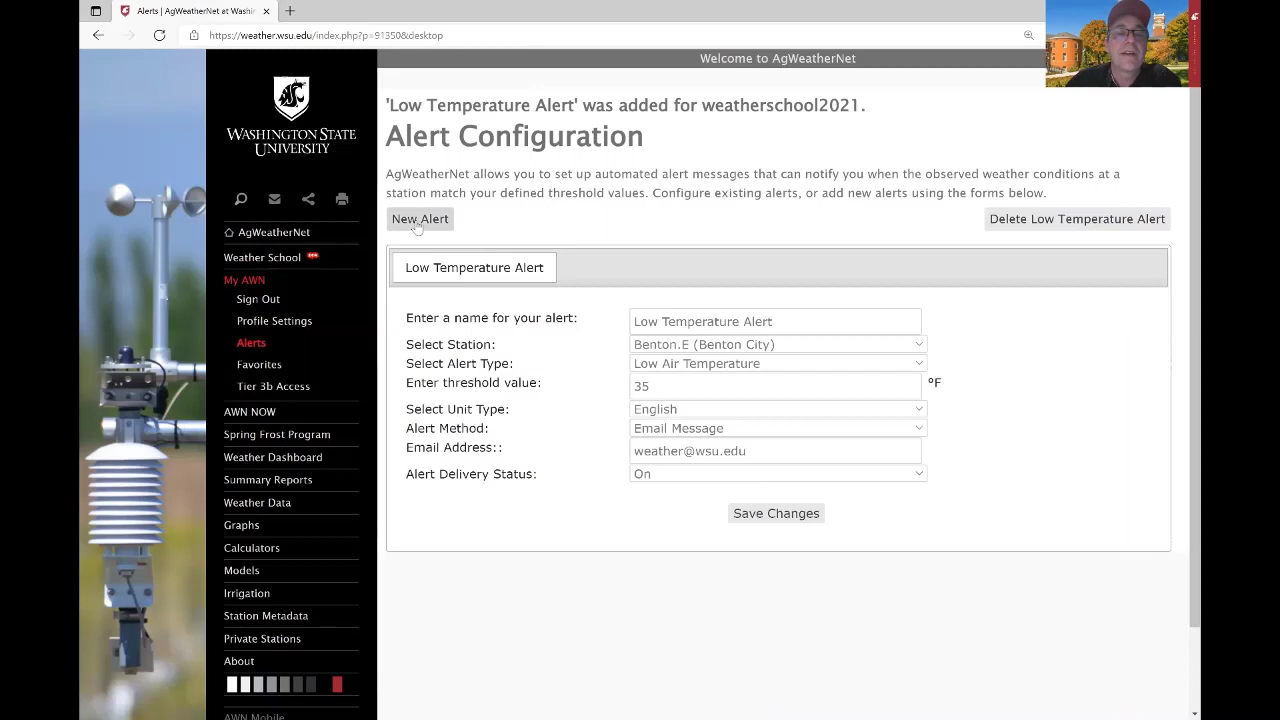 Alerts | AgWeatherNet at Washin
https://weather.wsu.edu/index.php?p=91350&desktop
Welcome to AgWeatherNet
WASHINGTON STATE
UNIVERSITY
AgWeatherNet
Weather School
My AWN
Sign Out
Profile Settings
Alerts
Favorites
Tier 3b Access
AWN NOW
Spring Frost Program
Weather Dashboard
Summary Reports
Weather Data
Graphs
Calculators
Models
Irrigation
Station Metadata
Private Stations
About
AWN Mobile
'Low Temperature Alert' was added for weatherschool2021.
Alert Configuration
AgWeatherNet allows you to set up automated alert messages that can notify you when the observed weather conditions at a
station match your defined threshold values. Configure existing alerts, or add new alerts using the forms below.
New Alert
Delete Low Temperature Alert
Low Temperature Alert
Enter a name for your alert: Low Temperature Alert
Select Station: Benton.E (Benton City)
Select Alert Type: Low Air Temperature
Enter threshold value: 35 ºF
Select Unit Type: English
Alert Method: Email Message
Email Address:: weather@wsu.edu
Alert Delivery Status: On
Save Changes